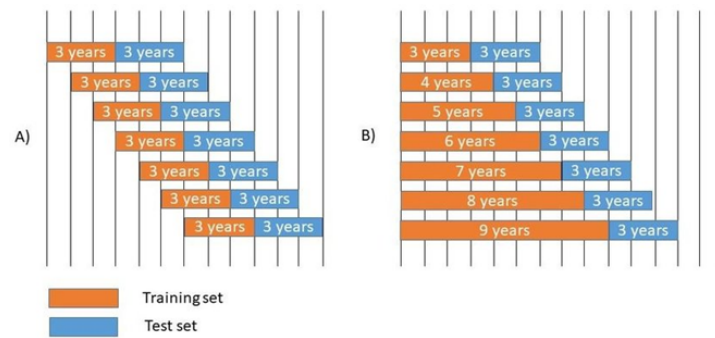 3 years 3 years
3 years 3 years
3 years 3 years
3 years 3 years
3 years 3 years
3 years 3 years
3 years 3 years
A)
3 years 3 years
4 years 3 years
5 years 3 years
6 years 3 years
7 years 3 years
8 years 3 years
9 years 3 years
B)
Training set
Test set